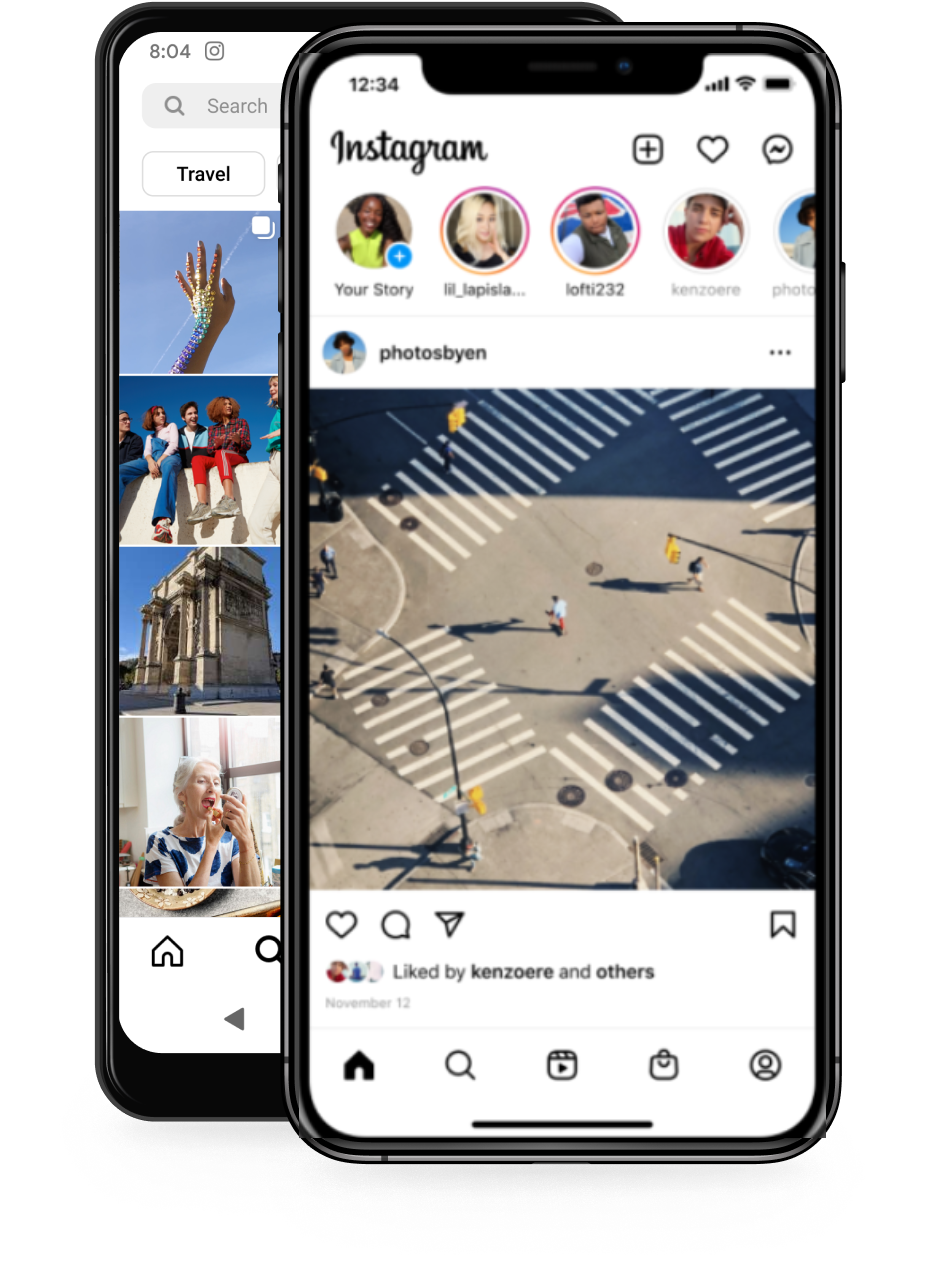 8:04
Search
Travel
12:34
Instagram
Your Story
lil_lapisla...
lofti232
kenzoere
photo
photosbyen
Liked by kenzoere and others
November 12